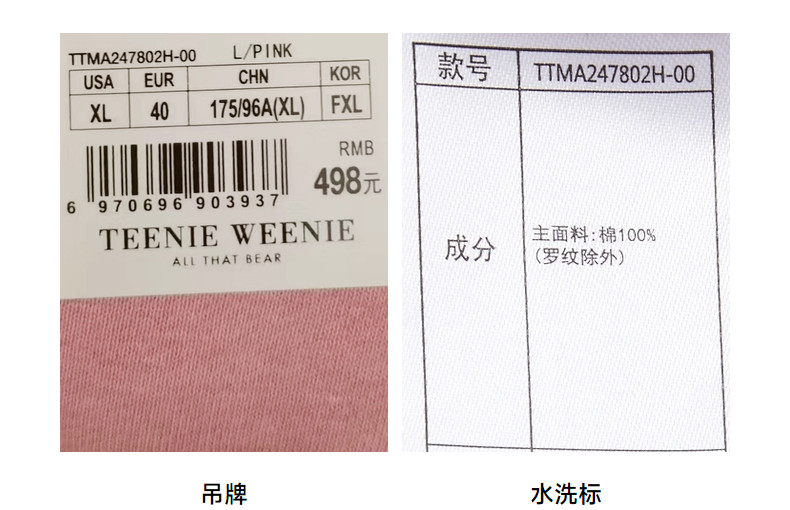 TTMA247802H-00 L/PINK
USA EUR CHN KOR
XL 40 175/96A(XL) FXL
RMB
498元
6 970696 903937
TEENIE WEENIE
ALL THAT BEAR
款号 TTMA247802H-00
成分 主面料:棉100%
(罗纹除外)
吊牌
水洗标